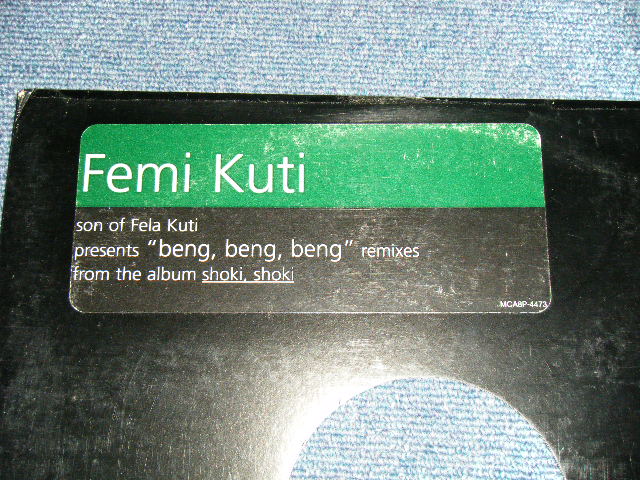 Femi Kuti
son of Fela Kuti
presents “beng, beng, beng” remixes
from the album shoki, shoki
MCA8P-4473